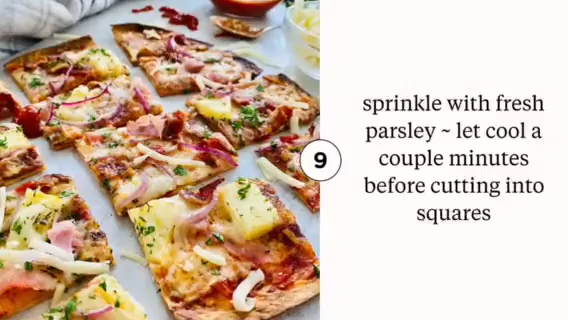 9
sprinkle with fresh
parsley ~ let cool a
couple minutes
before cutting into
squares